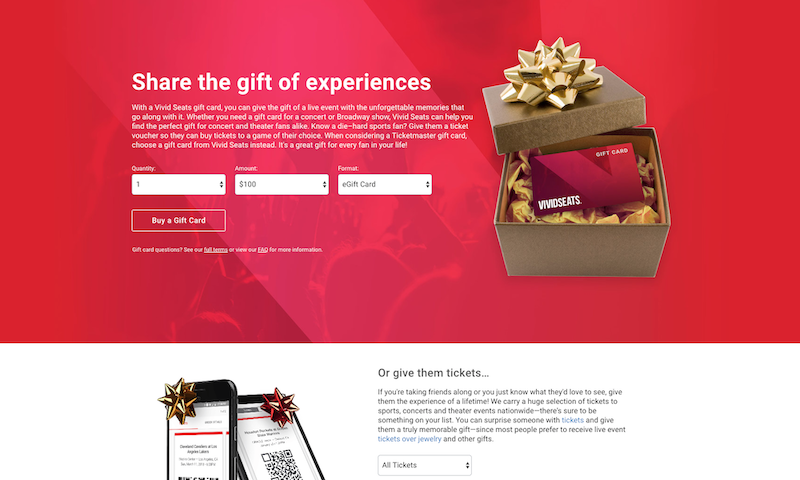 Share the gift of experiences
With a Vivid Seats gift card, you can give the gift of a live event with the unforgettable memories that
go along with it. Whether you need a gift card for a concert or Broadway show, Vivid Seats can help you
find the perfect gift for concert and theater fans alike. Know a die–hard sports fan? Give them a ticket
voucher so they can buy tickets to a game of their choice. When considering a Ticketmaster gift card,
choose a gift card from Vivid Seats instead. It's a great gift for every fan in your life!
Quantity: Amount: Format:
1 $100 eGift Card
Buy a Gift Card
Gift card questions? See our full terms or view our FAQ for more information.
GIFT CARD
VIVIDSEATS
Or give them tickets…
If you're taking friends along or you just know what they'd love to see, give
them the experience of a lifetime! We carry a huge selection of tickets to
sports, concerts and theater events nationwide—there's sure to be
something on your list. You can surprise someone with tickets and
give them a truly memorable gift—since most people prefer to receive live event
tickets over jewelry and other gifts.
All Tickets
Cleveland Cavaliers at Los
Angeles Lakers